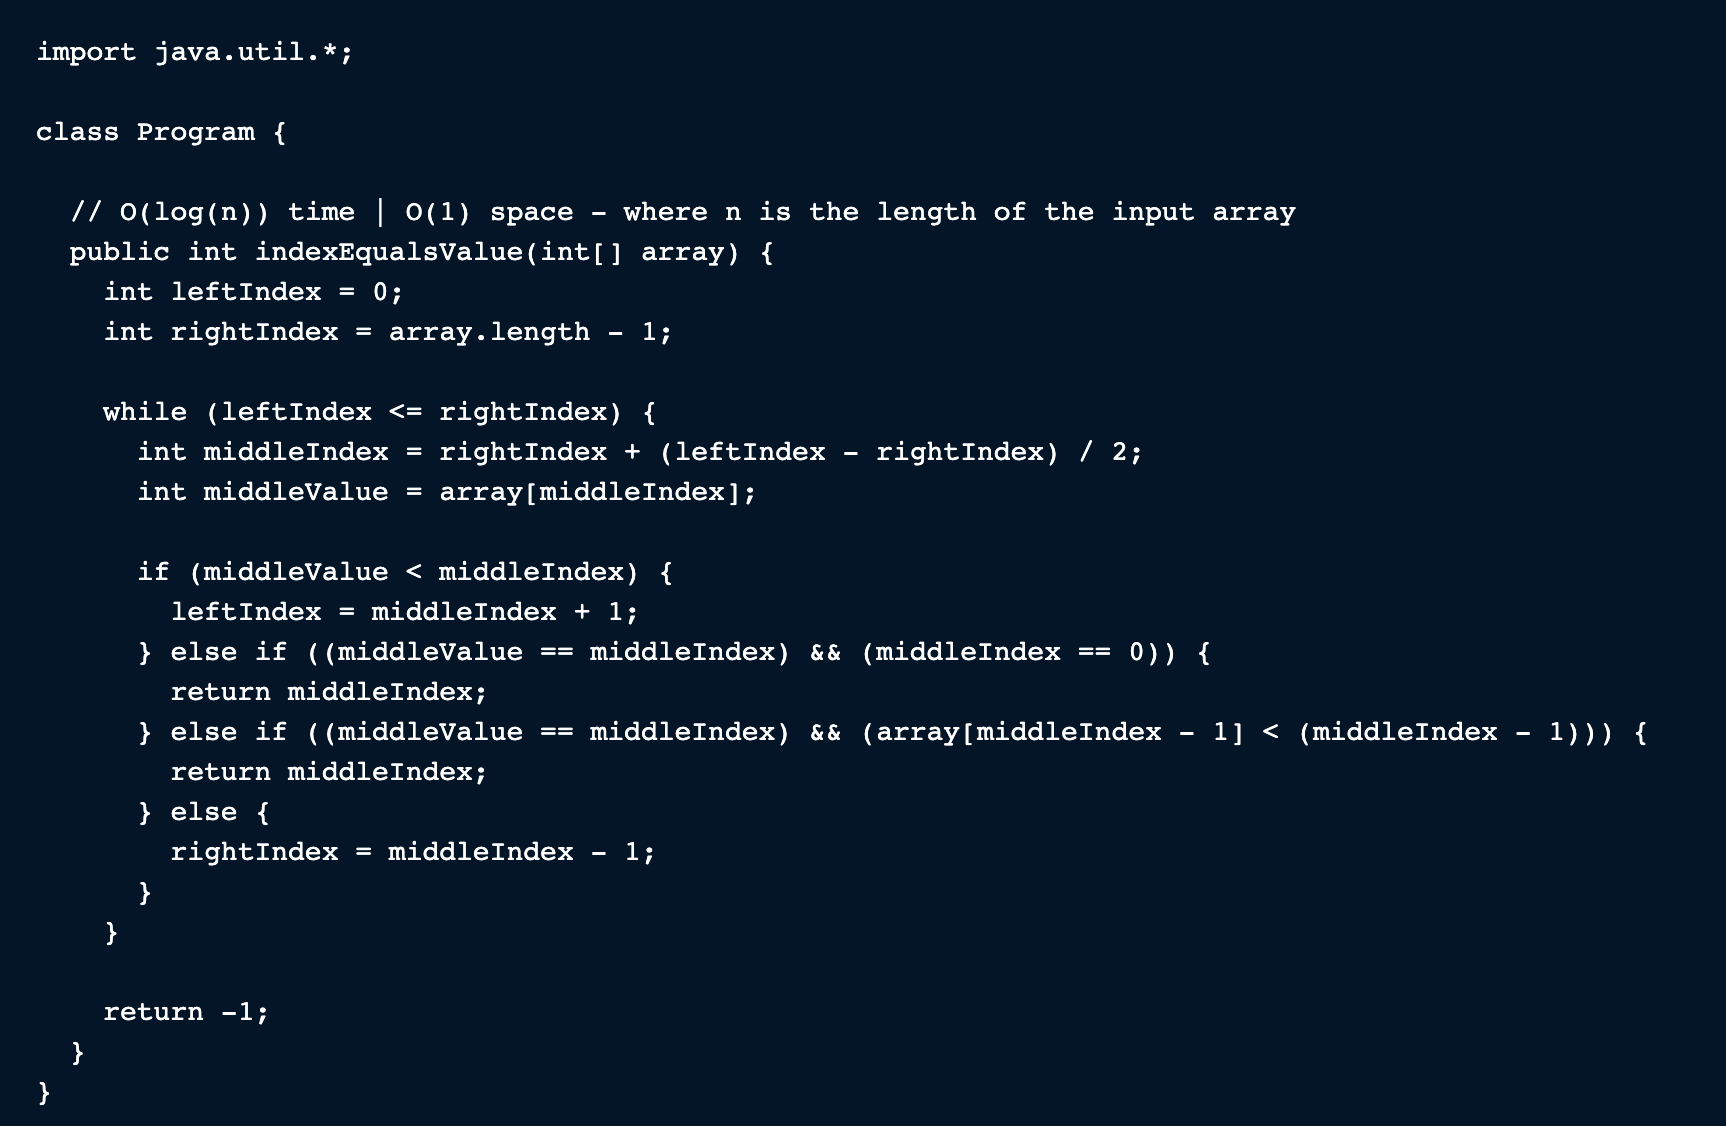 import java.util.*;

class Program {

  // O(log(n)) time | O(1) space – where n is the length of the input array
  public int indexEqualsValue(int[] array) {
    int leftIndex = 0;
    int rightIndex = array.length – 1;

    while (leftIndex <= rightIndex) {
      int middleIndex = rightIndex + (leftIndex – rightIndex) / 2;
      int middleValue = array[middleIndex];

      if (middleValue < middleIndex) {
        leftIndex = middleIndex + 1;
      } else if ((middleValue == middleIndex) && (middleIndex == 0)) {
        return middleIndex;
      } else if ((middleValue == middleIndex) && (array[middleIndex – 1] < (middleIndex – 1))) {
        return middleIndex;
      } else {
        rightIndex = middleIndex – 1;
      }
    }

    return –1;
  }
}